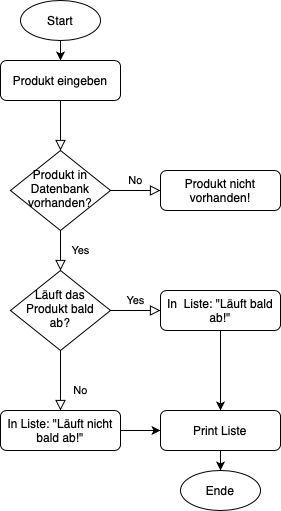 Start
Produkt eingeben
Produkt in
Datenbank
vorhanden?
No
Produkt nicht
vorhanden!
Yes
Läuft das
Produkt bald
ab?
Yes
In  Liste: "Läuft bald
ab!"
No
In Liste: "Läuft nicht
bald ab!"
Print Liste
Ende